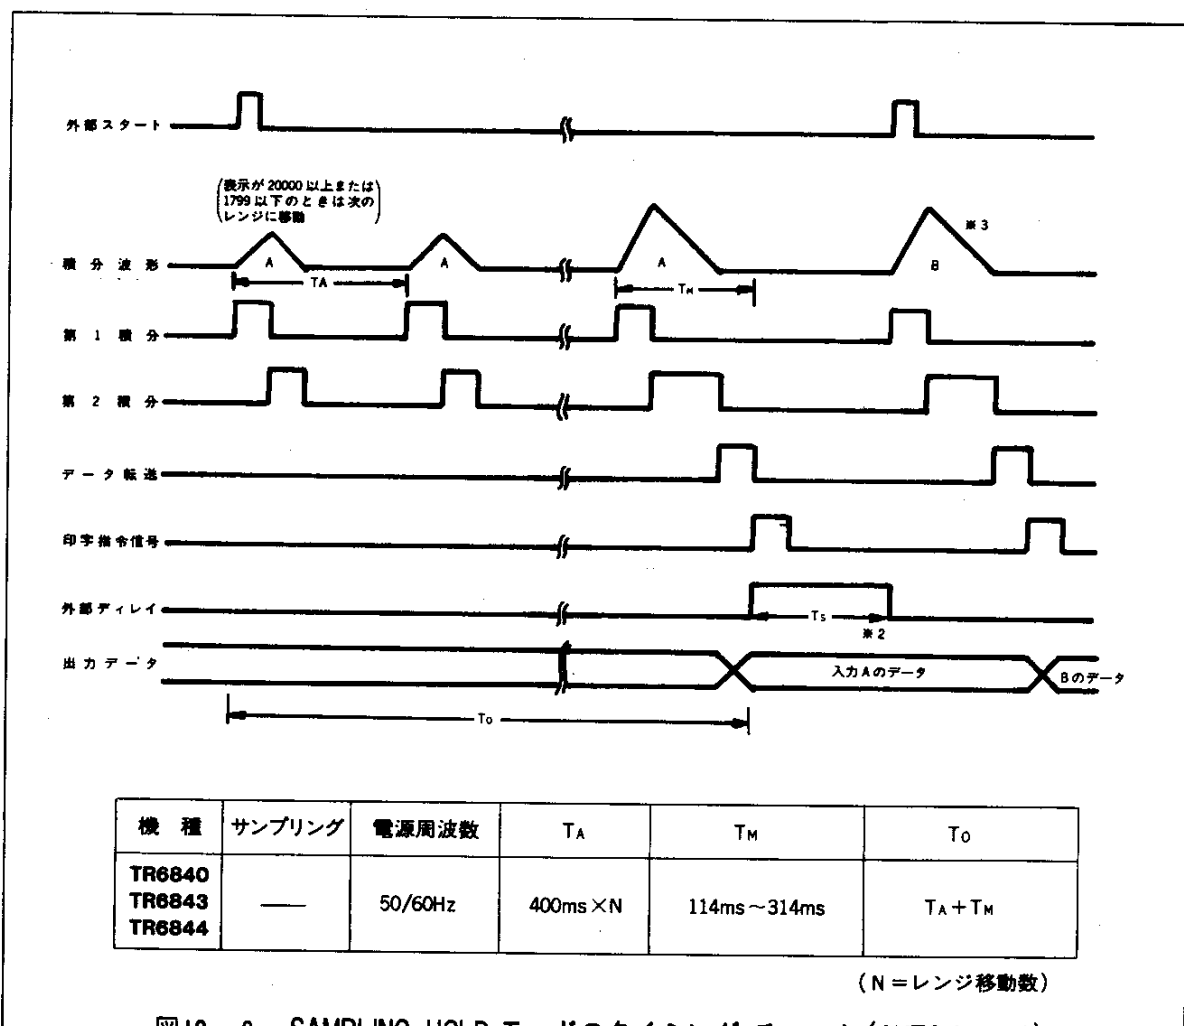 外部スタート
(表示が 20000 以上または
1799 以下のときは次の
レンジに移動)
積分波形
A
A
A
B
※3
TA
TM
第1積分
第2積分
データ転送
印字指令信号
外部ディレイ
TS
※2
出力データ
入力Aのデータ
Bのデータ
TO
機種 サンプリング 電源周波数 TA TM TO
TR6840
TR6843
TR6844
— 50/60Hz 400ms×N 114ms~314ms TA+TM
(N=レンジ移動数)
SAMPLING HOLD